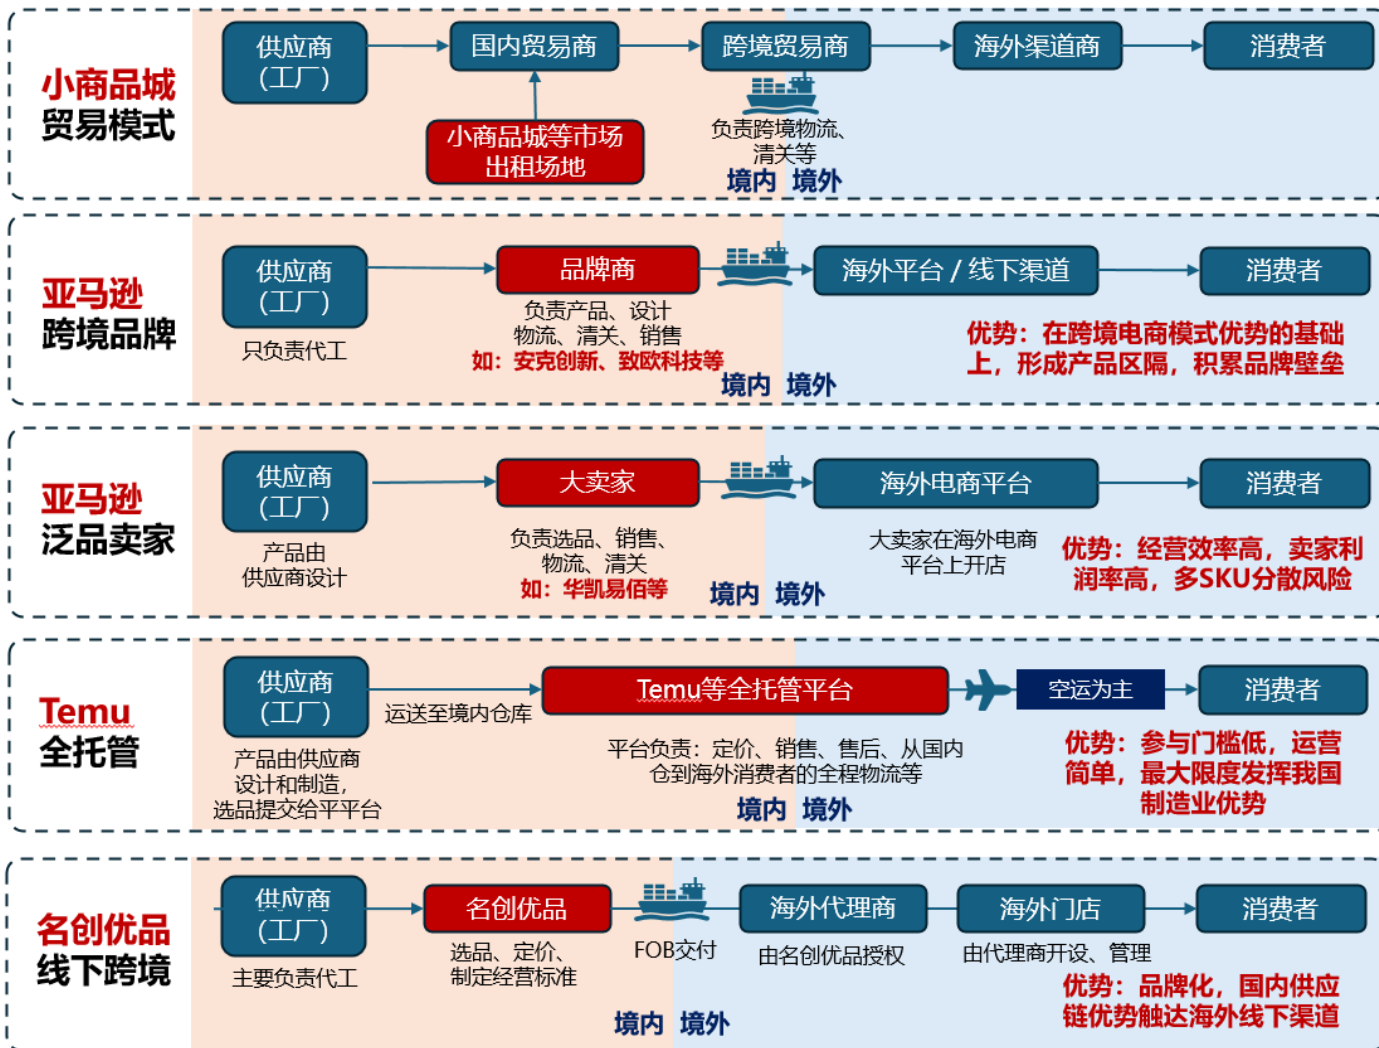 小商品城
贸易模式
供应商
(工厂)
国内贸易商
跨境贸易商
海外渠道商
消费者
小商品城等市场
出租场地
负责跨境物流、
清关等
境内 境外
亚马逊
跨境品牌
供应商
(工厂)
只负责代工
品牌商
负责产品、设计
物流、清关、销售
如：安克创新、致欧科技等
海外平台 / 线下渠道
消费者
优势：在跨境电商模式优势的基础
上，形成产品区隔，积累品牌壁垒
境内 境外
亚马逊
泛品卖家
供应商
(工厂)
产品由
供应商设计
大卖家
负责选品、销售、
物流、清关
如：华凯易佰等
海外电商平台
大卖家在海外电商
平台上开店
消费者
优势：经营效率高，卖家利
润率高，多SKU分散风险
境内 境外
Temu
全托管
供应商
(工厂)
产品由供应商
设计和制造，
选品提交给平平台
运送至境内仓库
Temu等全托管平台
平台负责：定价、销售、售后、从国内
仓到海外消费者的全程物流等
空运为主
消费者
优势：参与门槛低，运营
简单，最大限度发挥我国
制造业优势
境内 境外
名创优品
线下跨境
供应商
(工厂)
主要负责代工
名创优品
选品、定价、
制定经营标准
FOB交付
海外代理商
由名创优品授权
海外门店
由代理商开设、管理
消费者
优势：品牌化，国内供应
链优势触达海外线下渠道
境内 境外